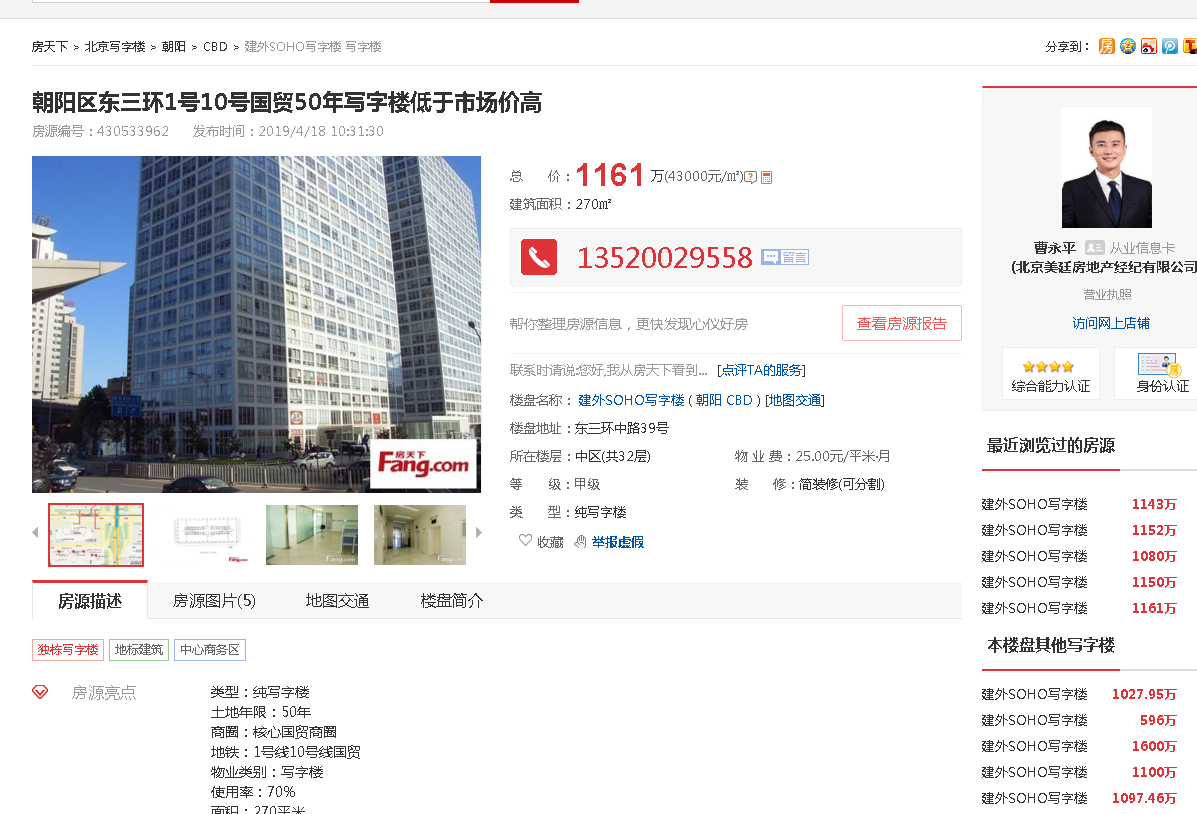 房天下 > 北京写字楼 > 朝阳 > CBD > 建外SOHO写字楼 写字楼
分享到：
朝阳区东三环1号10号国贸50年写字楼低于市场价高
房源编号：430533962 发布时间：2019/4/18 10:31:30
房天下
Fang.com
总 价：1161万(43000元/㎡)
建筑面积：270㎡
13520029558 留言
帮你整理房源信息，更快发现心仪好房 查看房源报告
联系时请说:您好,我从房天下看到... [点评TA的服务]
楼盘名称： 建外SOHO写字楼 ( 朝阳 CBD ) [地图交通]
楼盘地址：东三环中路39号
所在楼层：中区(共32层) 物 业 费：25.00元/平米·月
等 级：甲级 装 修：简装修(可分割)
类 型：纯写字楼
收藏 举报虚假
房源描述 房源图片(5) 地图交通 楼盘简介
独栋写字楼 地标建筑 中心商务区
房源亮点
类型：纯写字楼
土地年限：50年
商圈：核心国贸商圈
地铁：1号线10号线国贸
物业类别：写字楼
使用率：70%
面积：270平米
曹永平 从业信息卡
(北京美廷房地产经纪有限公司
营业执照
访问网上店铺
综合能力认证 身份认证
最近浏览过的房源
建外SOHO写字楼 1143万
建外SOHO写字楼 1152万
建外SOHO写字楼 1080万
建外SOHO写字楼 1150万
建外SOHO写字楼 1161万
本楼盘其他写字楼
建外SOHO写字楼 1027.95万
建外SOHO写字楼 596万
建外SOHO写字楼 1600万
建外SOHO写字楼 1100万
建外SOHO写字楼 1097.46万